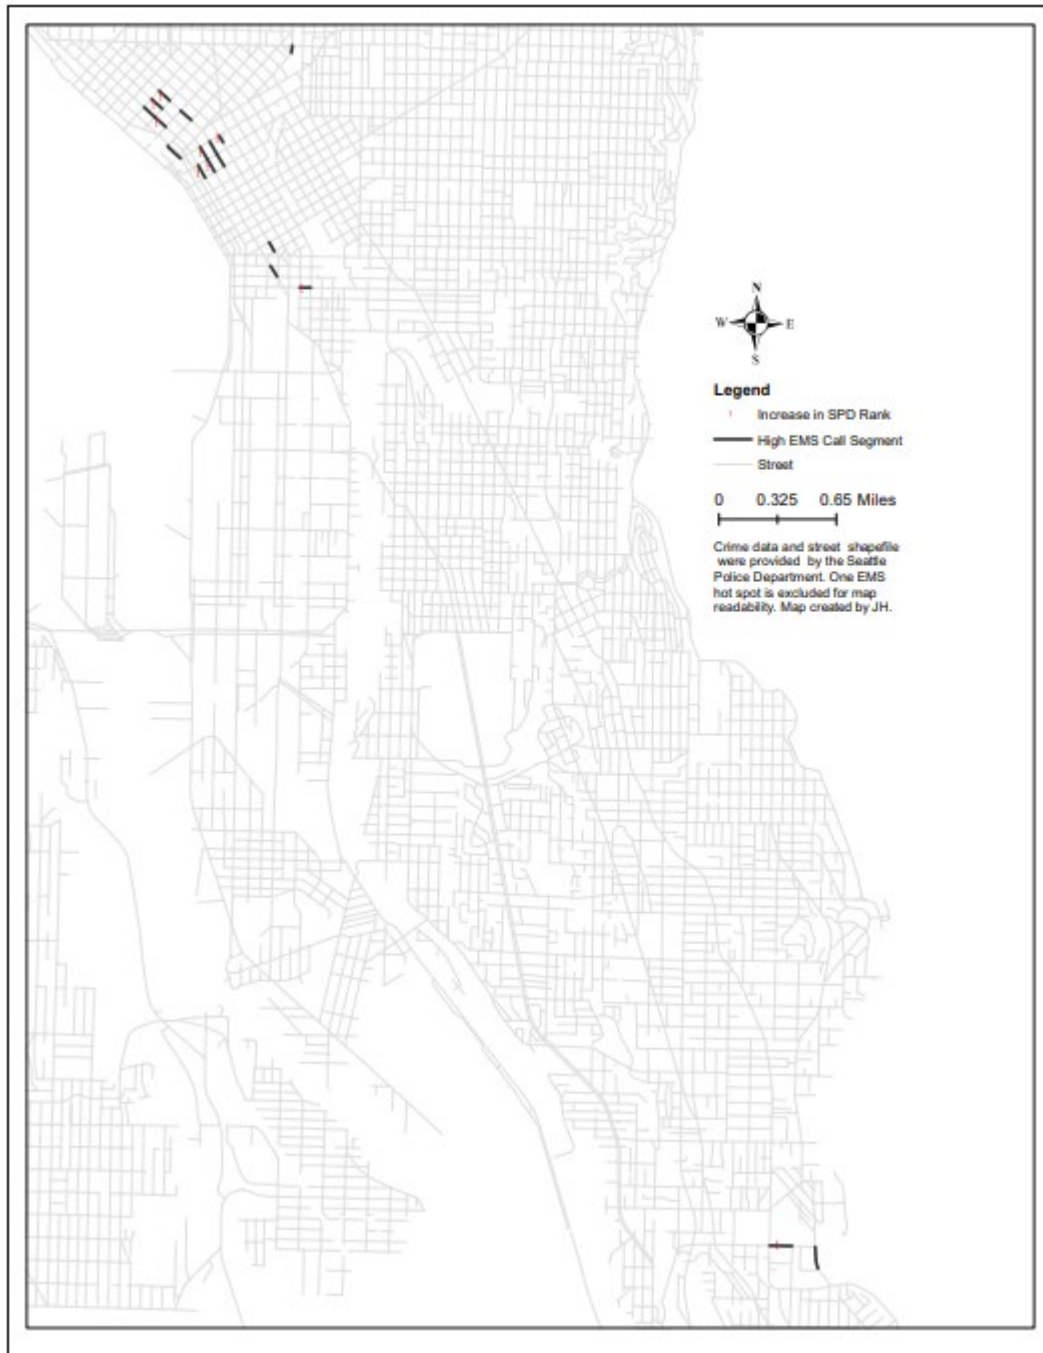 N
W E
S
Legend
Increase in SPD Rank
High EMS Call Segment
Street
0 0.325 0.65 Miles
Crime data and street shapefile
were provided by the Seattle
Police Department. One EMS
hot spot is excluded for map
readability. Map created by JH.